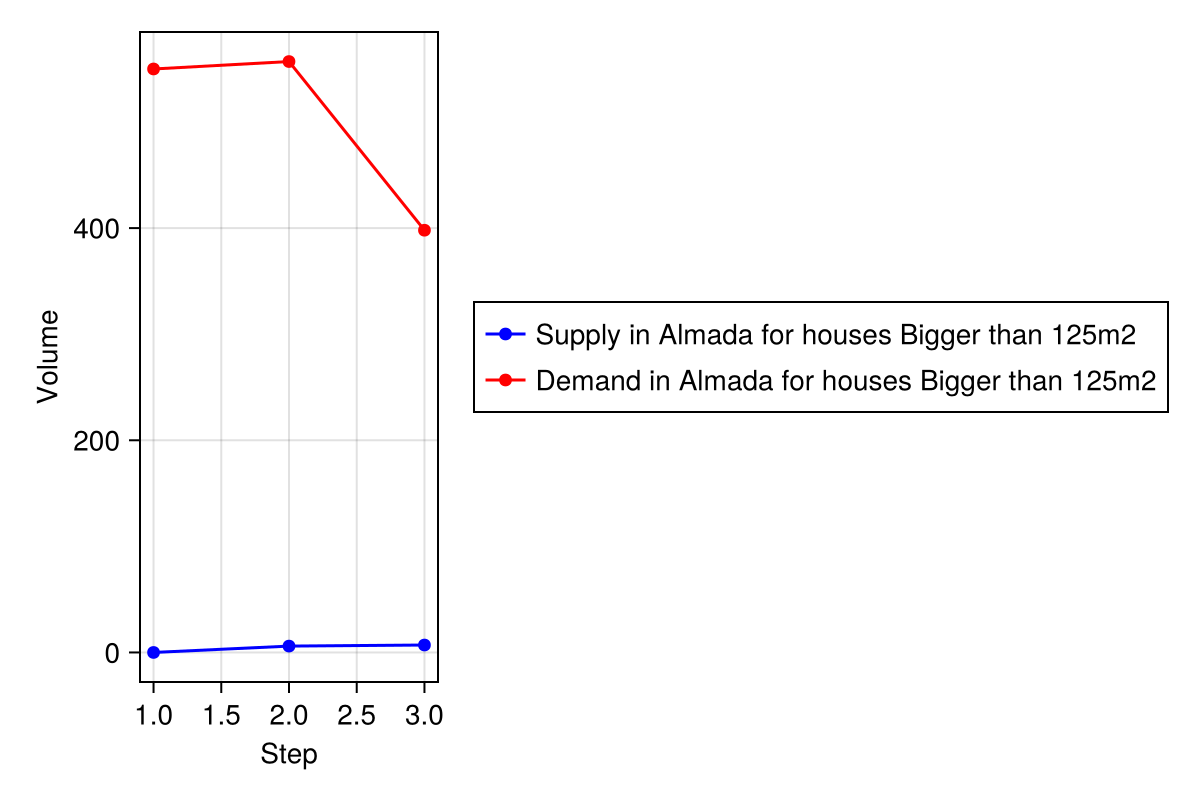 400
200
0
Volume
1.0 1.5 2.0 2.5 3.0
Step
Supply in Almada for houses Bigger than 125m2
Demand in Almada for houses Bigger than 125m2